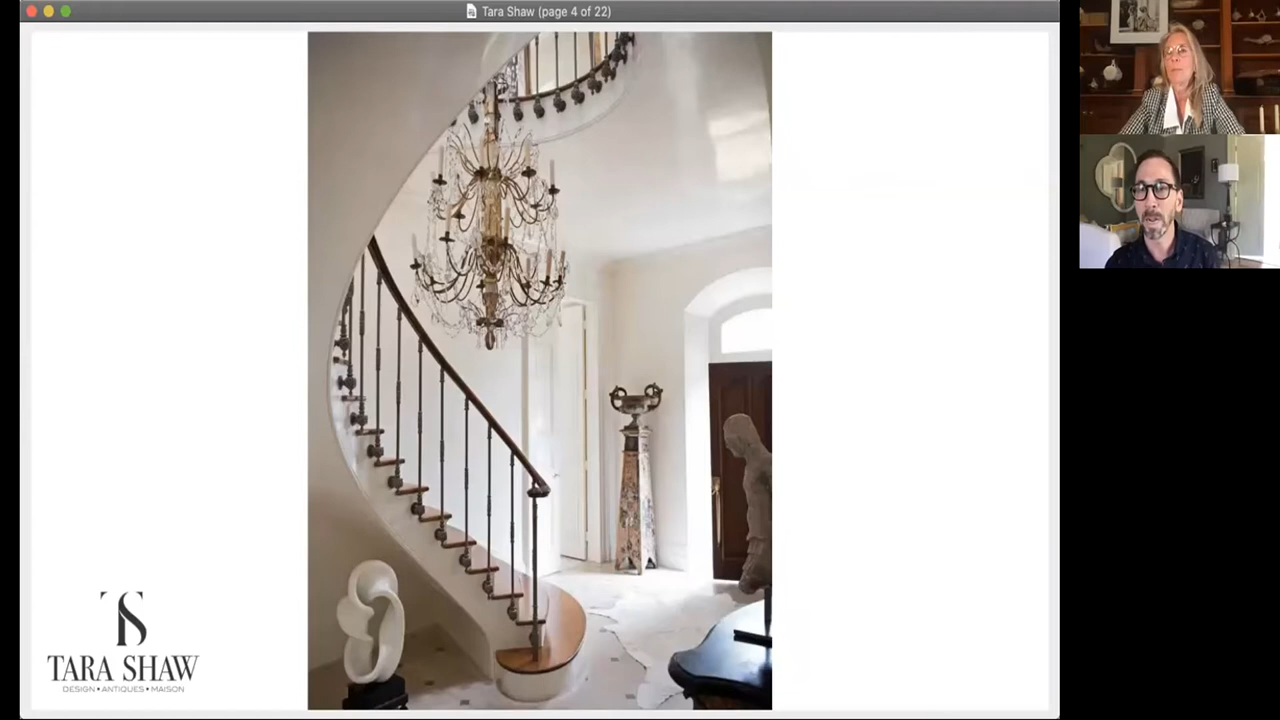 Tara Shaw (page 4 of 22)
TS
TARA SHAW
DESIGN • ANTIQUES • MAISON